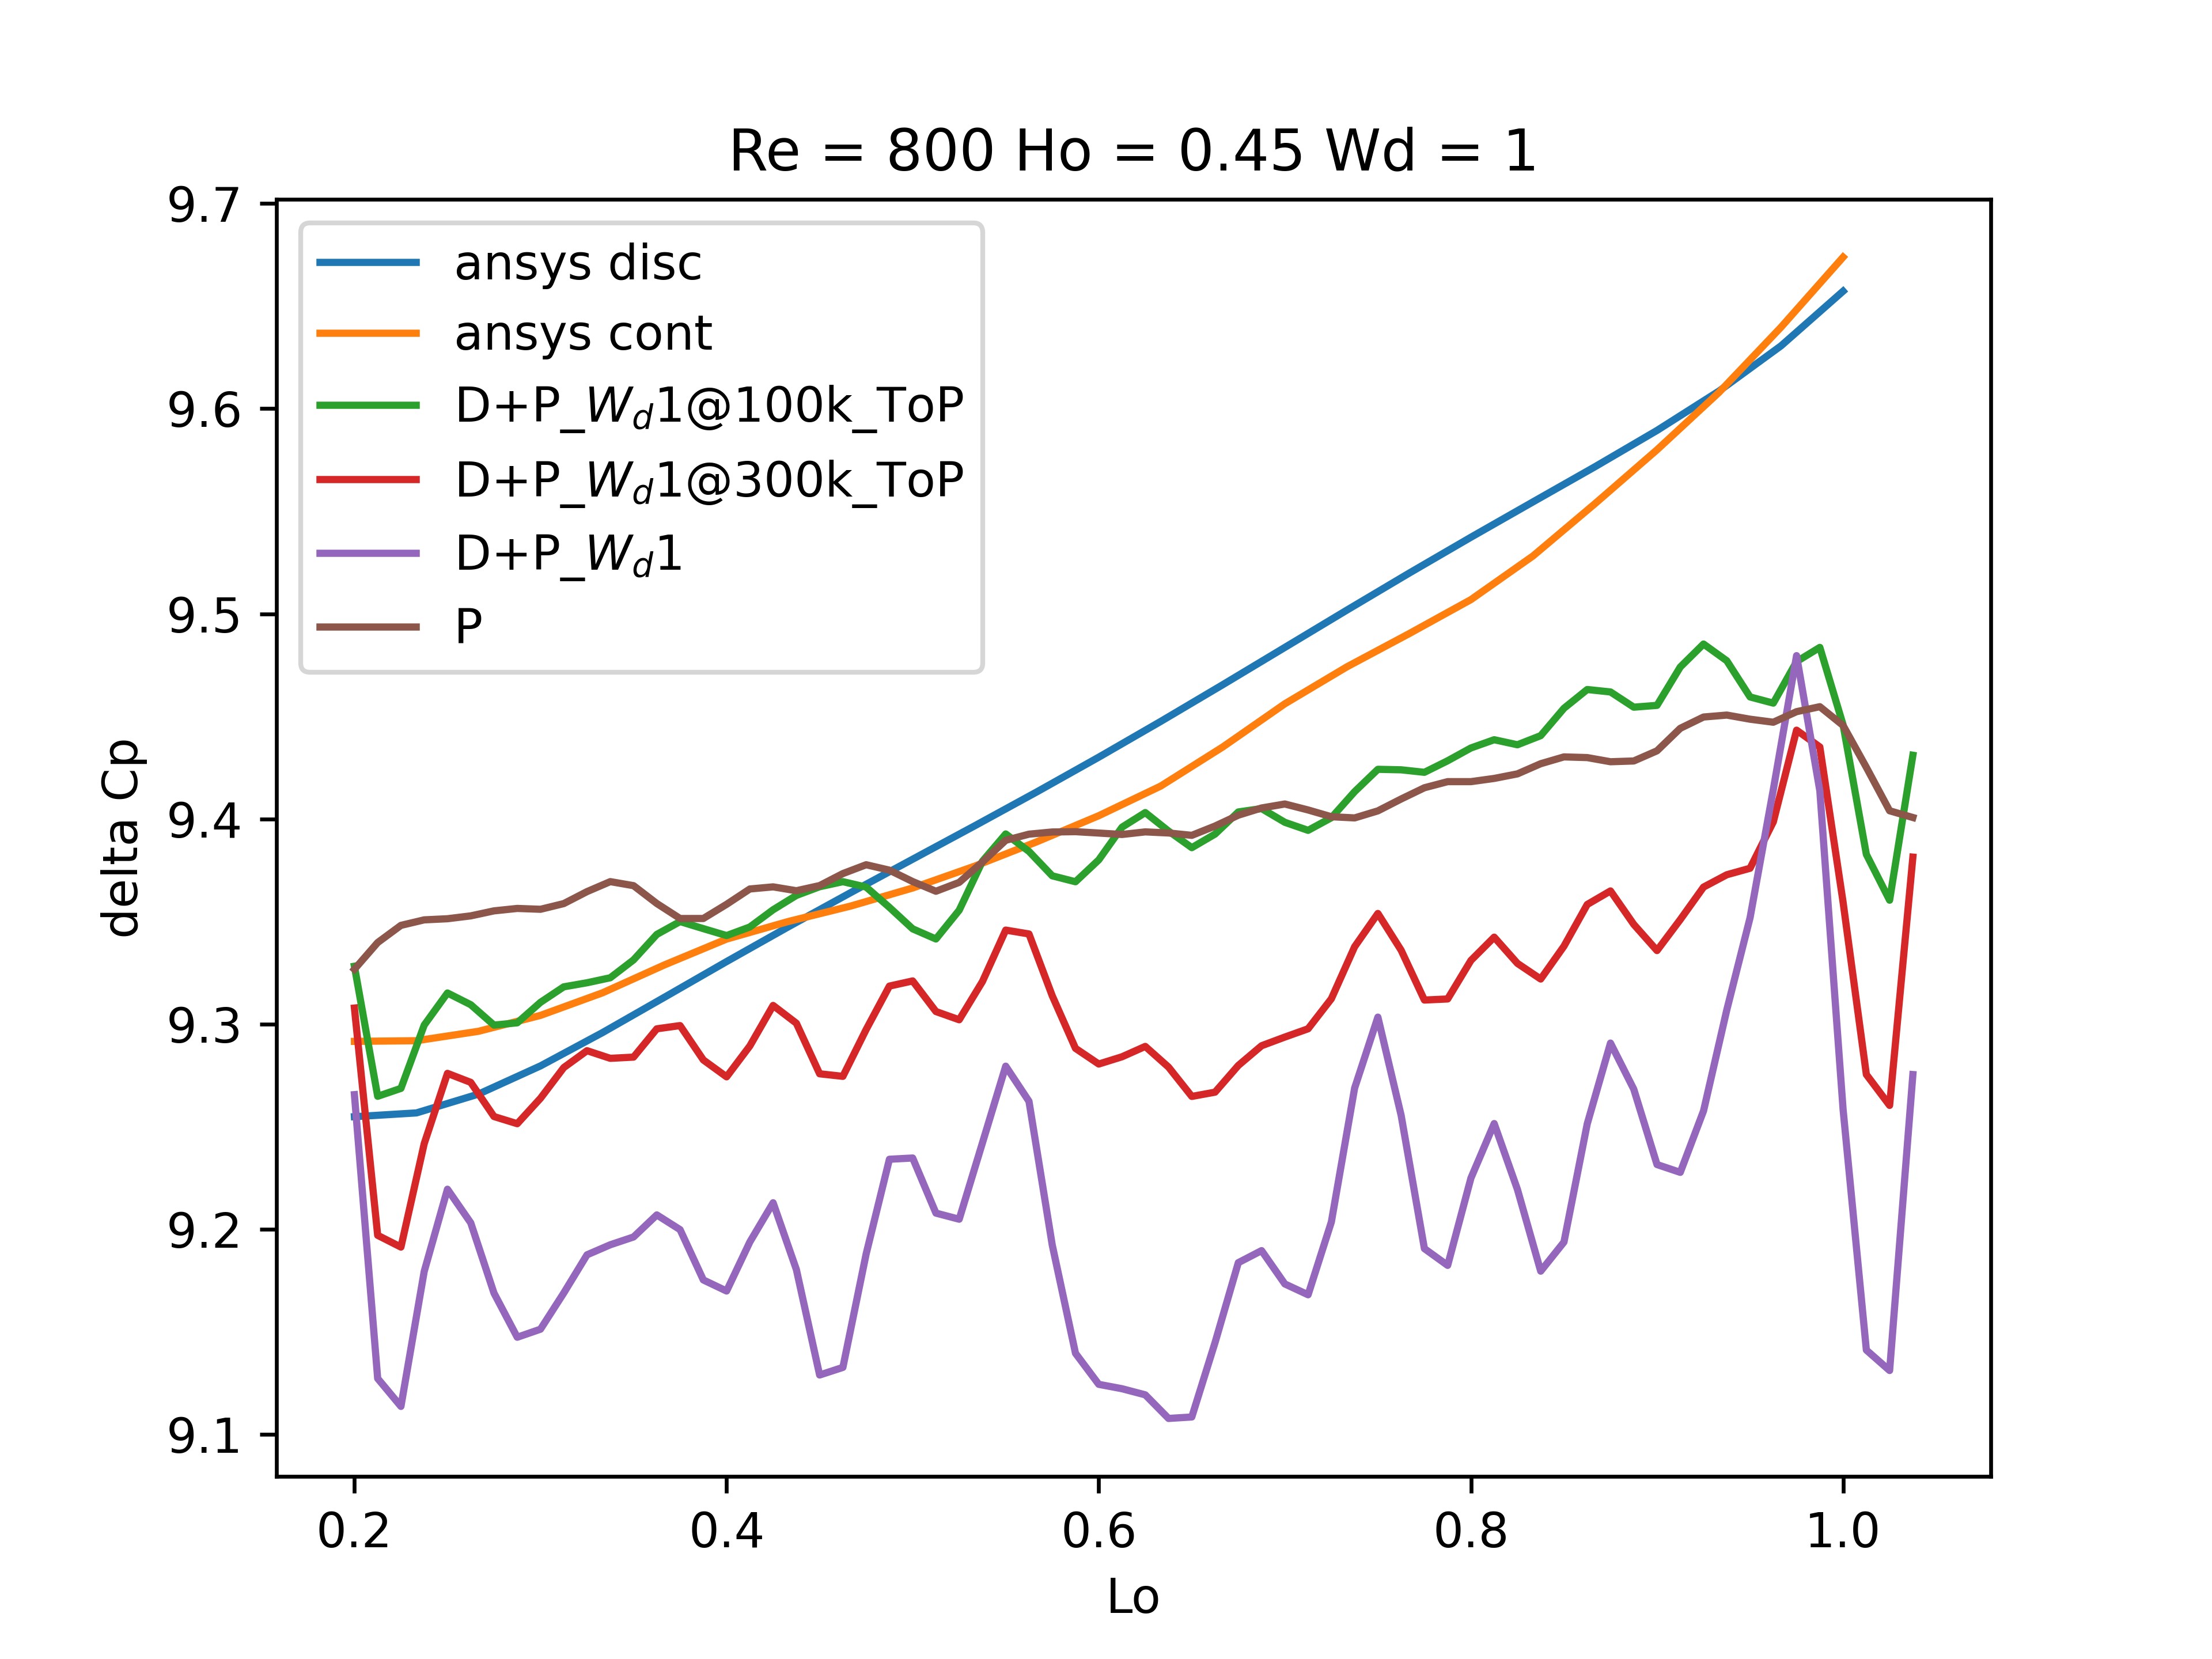 Re = 800 Ho = 0.45 Wd = 1
9.7
9.6
9.5
9.4
9.3
9.2
9.1
delta Cp
ansys disc
ansys cont
D+P_W_d1@100k_ToP
D+P_W_d1@300k_ToP
D+P_W_d1
P
0.2 0.4 0.6 0.8 1.0
Lo